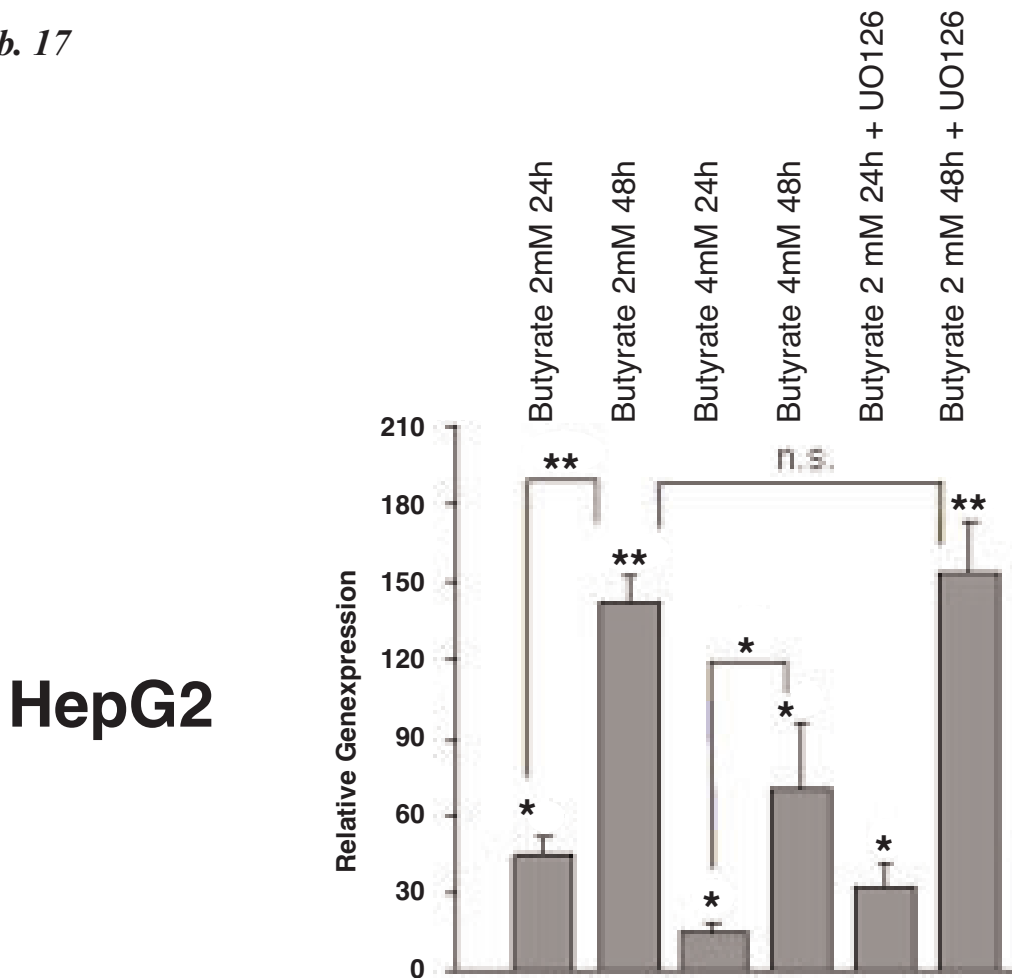 b. 17
Butyrate 2mM 24h
Butyrate 2mM 48h
Butyrate 4mM 24h
Butyrate 4mM 48h
Butyrate 2 mM 24h + UO126
Butyrate 2 mM 48h + UO126
HepG2
Relative Genexpression
210
180
150
120
90
60
30
0
**
n.s.
**
**
*
*
*
*
*